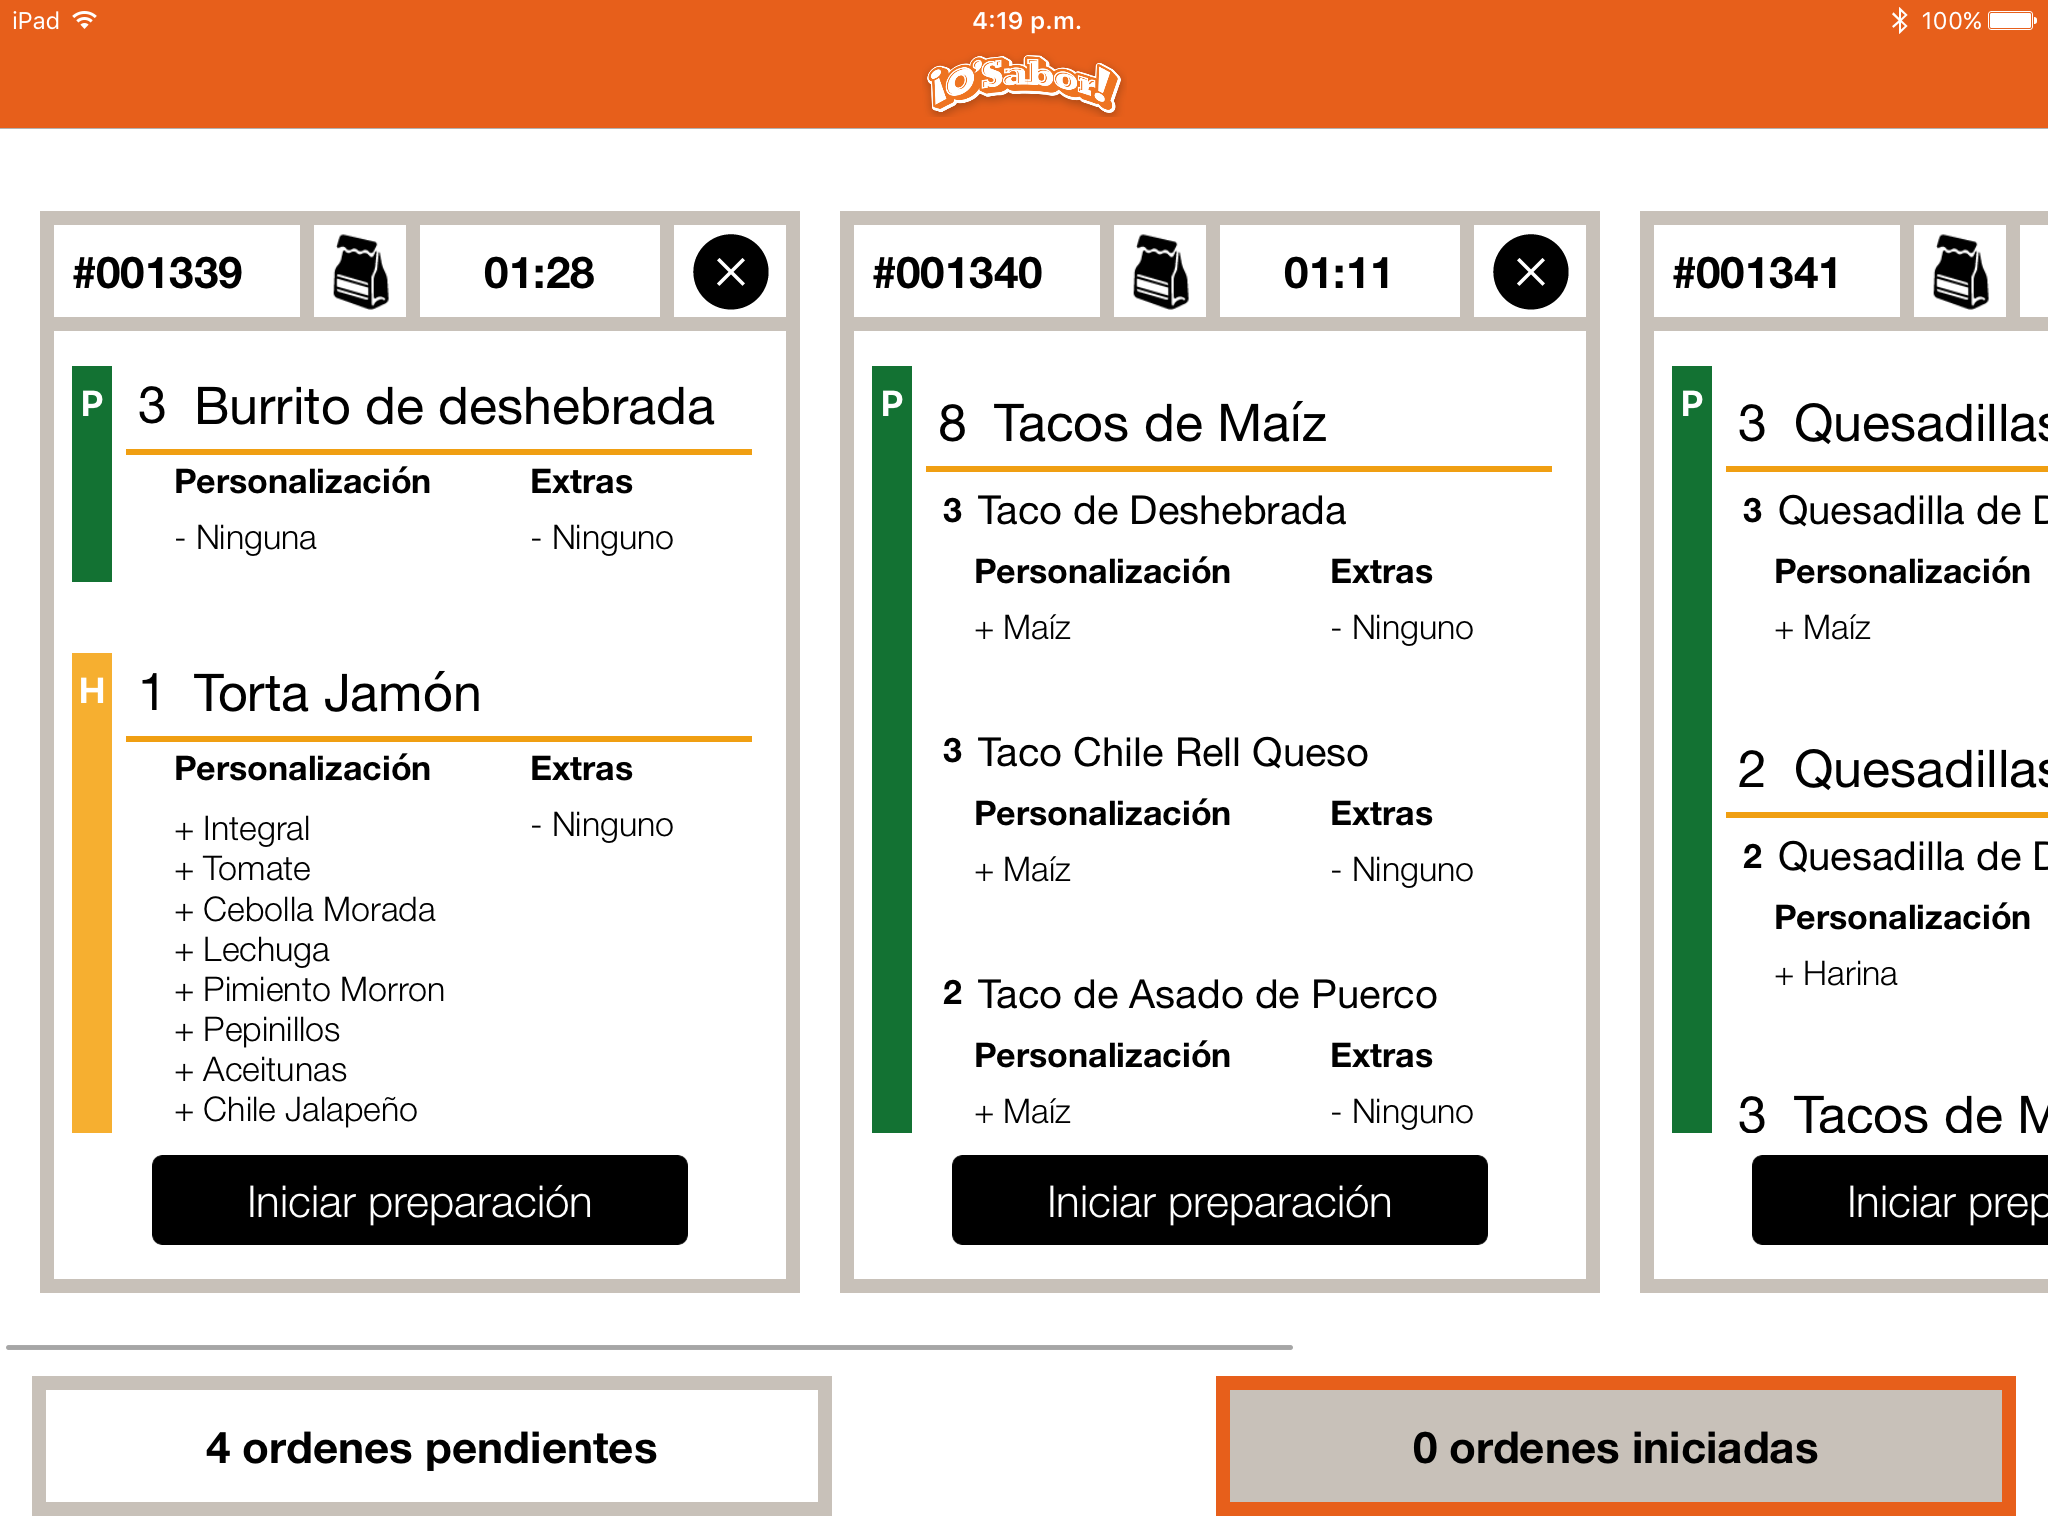 iPad
4:19 p.m.
100%
¡O'Sabor!
#001339
01:28
P
3 Burrito de deshebrada
Personalización Extras
- Ninguna - Ninguno
H
1 Torta Jamón
Personalización Extras
+ Integral - Ninguno
+ Tomate
+ Cebolla Morada
+ Lechuga
+ Pimiento Morron
+ Pepinillos
+ Aceitunas
+ Chile Jalapeño
Iniciar preparación
#001340
01:11
P
8 Tacos de Maíz
3 Taco de Deshebrada
Personalización Extras
+ Maíz - Ninguno
3 Taco Chile Rell Queso
Personalización Extras
+ Maíz - Ninguno
2 Taco de Asado de Puerco
Personalización Extras
+ Maíz - Ninguno
Iniciar preparación
#001341
P
3 Quesadillas
3 Quesadilla de D
Personalización
+ Maíz
2 Quesadillas
2 Quesadilla de D
Personalización
+ Harina
3 Tacos de M
Iniciar prep
4 ordenes pendientes
0 ordenes iniciadas